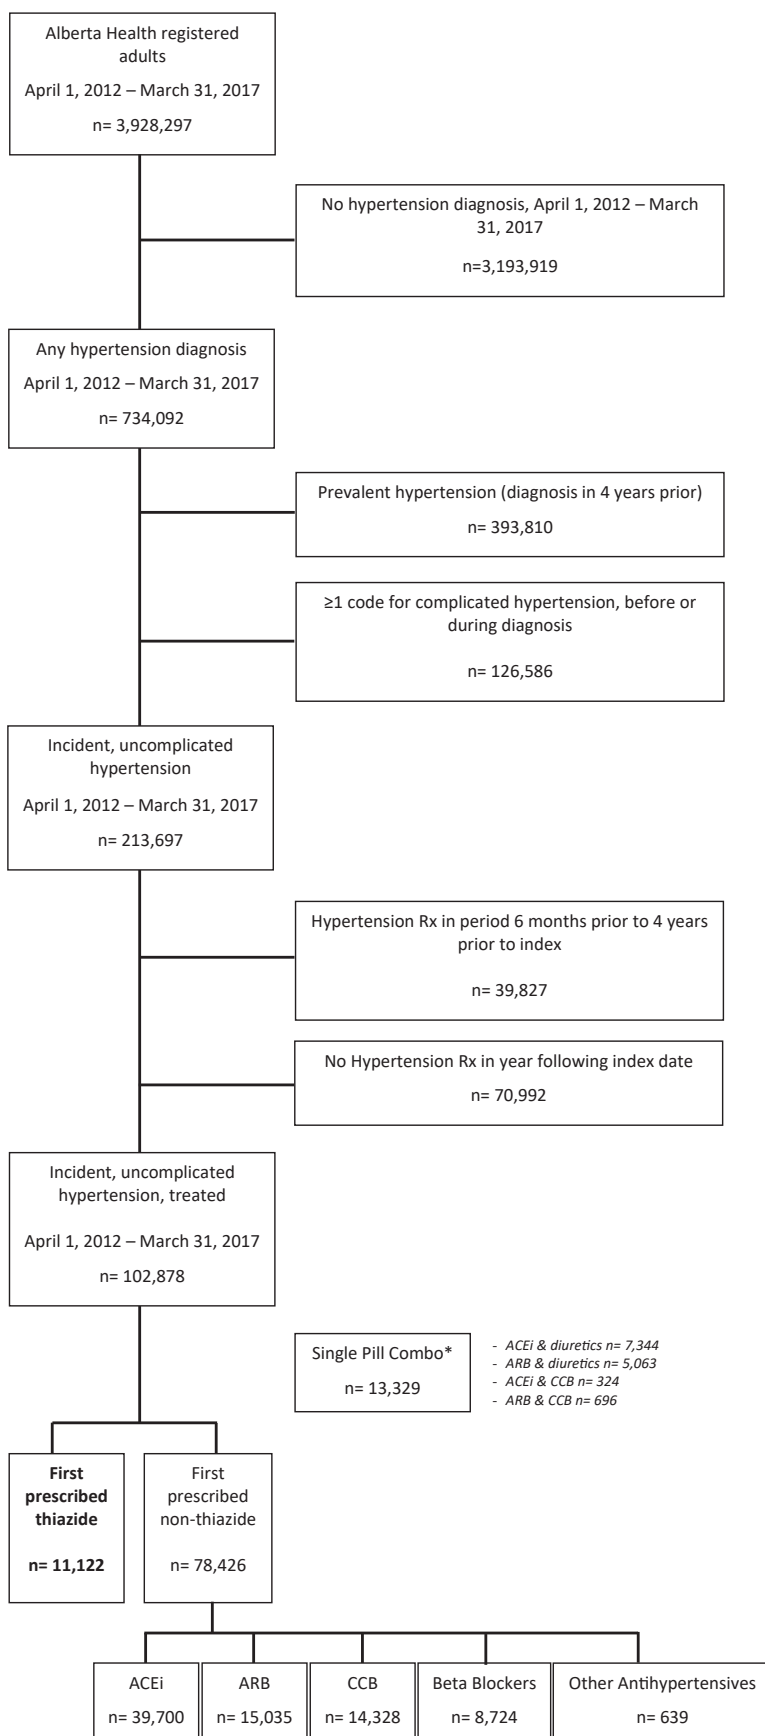 Alberta Health registered
adults
April 1, 2012 – March 31, 2017
n= 3,928,297
No hypertension diagnosis, April 1, 2012 – March
31, 2017
n=3,193,919
Any hypertension diagnosis
April 1, 2012 – March 31, 2017
n= 734,092
Prevalent hypertension (diagnosis in 4 years prior)
n= 393,810
≥1 code for complicated hypertension, before or
during diagnosis
n= 126,586
Incident, uncomplicated
hypertension
April 1, 2012 – March 31, 2017
n= 213,697
Hypertension Rx in period 6 months prior to 4 years
prior to index
n= 39,827
No Hypertension Rx in year following index date
n= 70,992
Incident, uncomplicated
hypertension, treated
April 1, 2012 – March 31, 2017
n= 102,878
Single Pill Combo*
n= 13,329
- ACEi & diuretics n= 7,344
- ARB & diuretics n= 5,063
- ACEi & CCB n= 324
- ARB & CCB n= 696
First
prescribed
thiazide
n= 11,122
First
prescribed
non-thiazide
n= 78,426
ACEi
n= 39,700
ARB
n= 15,035
CCB
n= 14,328
Beta Blockers
n= 8,724
Other Antihypertensives
n= 639